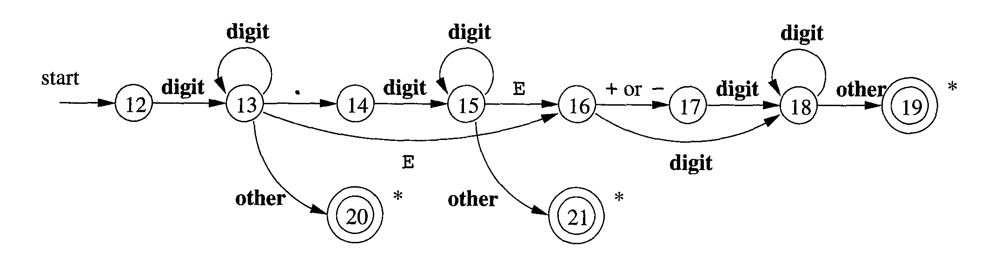 digit digit digit
start digit . digit E + or - digit other *
12 13 14 15 16 17 18 19
E digit
other * other *
20 21